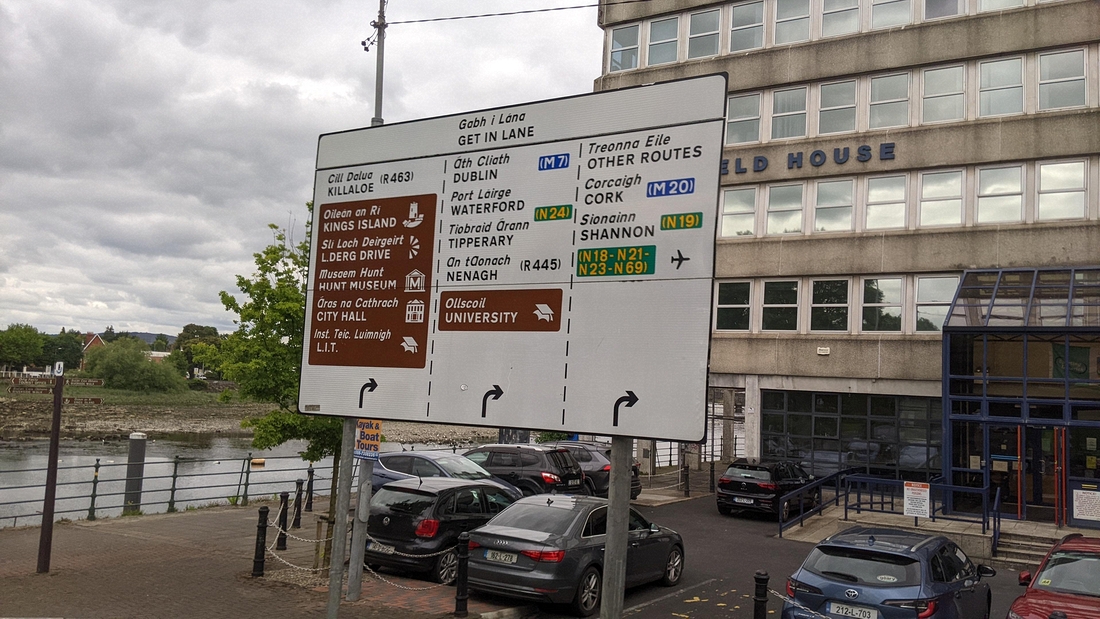 Gabh i Lána
GET IN LANE
Cill Dalua (R463)
KILLALOE
Oileán an Rí
KINGS ISLAND
Slí Loch Deirgeirt
L.DERG DRIVE
Músaem Hunt
HUNT MUSEUM
Áras na Cathrach
CITY HALL
Inst. Teic. Luimnigh
L.I.T.
Áth Cliath (M7)
DUBLIN
Port Láirge
WATERFORD (N24)
Tiobraid Árann
TIPPERARY
An tAonach
NENAGH (R445)
Ollscoil
UNIVERSITY
Treonna Eile
OTHER ROUTES
Corcaigh (M20)
CORK
Sionainn (N19)
SHANNON
(N18-N21-
N23-N69)
ELD HOUSE
ayak &
Boat
Tours
212-L-703